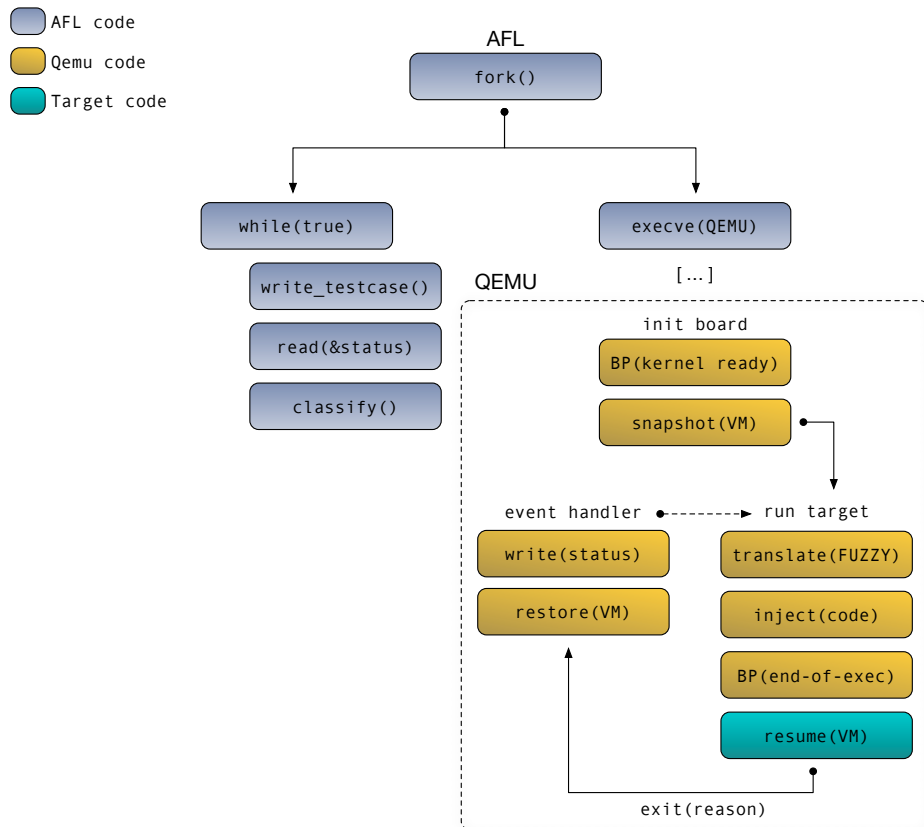 AFL code
Qemu code
Target code
AFL
fork()
while(true)
write_testcase()
read(&status)
classify()
execve(QEMU)
[...]
QEMU
init board
BP(kernel ready)
snapshot(VM)
event handler
write(status)
restore(VM)
run target
translate(FUZZY)
inject(code)
BP(end-of-exec)
resume(VM)
exit(reason)